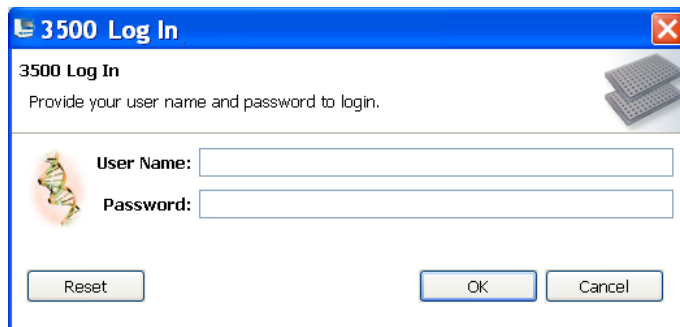 3500 Log In
3500 Log In
Provide your user name and password to login.
User Name:
Password:
Reset OK Cancel